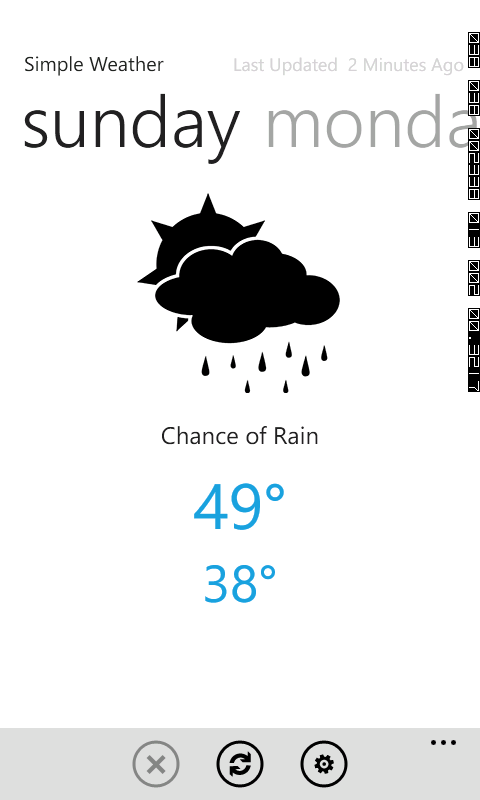 Simple Weather
Last Updated 2 Minutes Ago
sunday monda
Chance of Rain
49°
38°